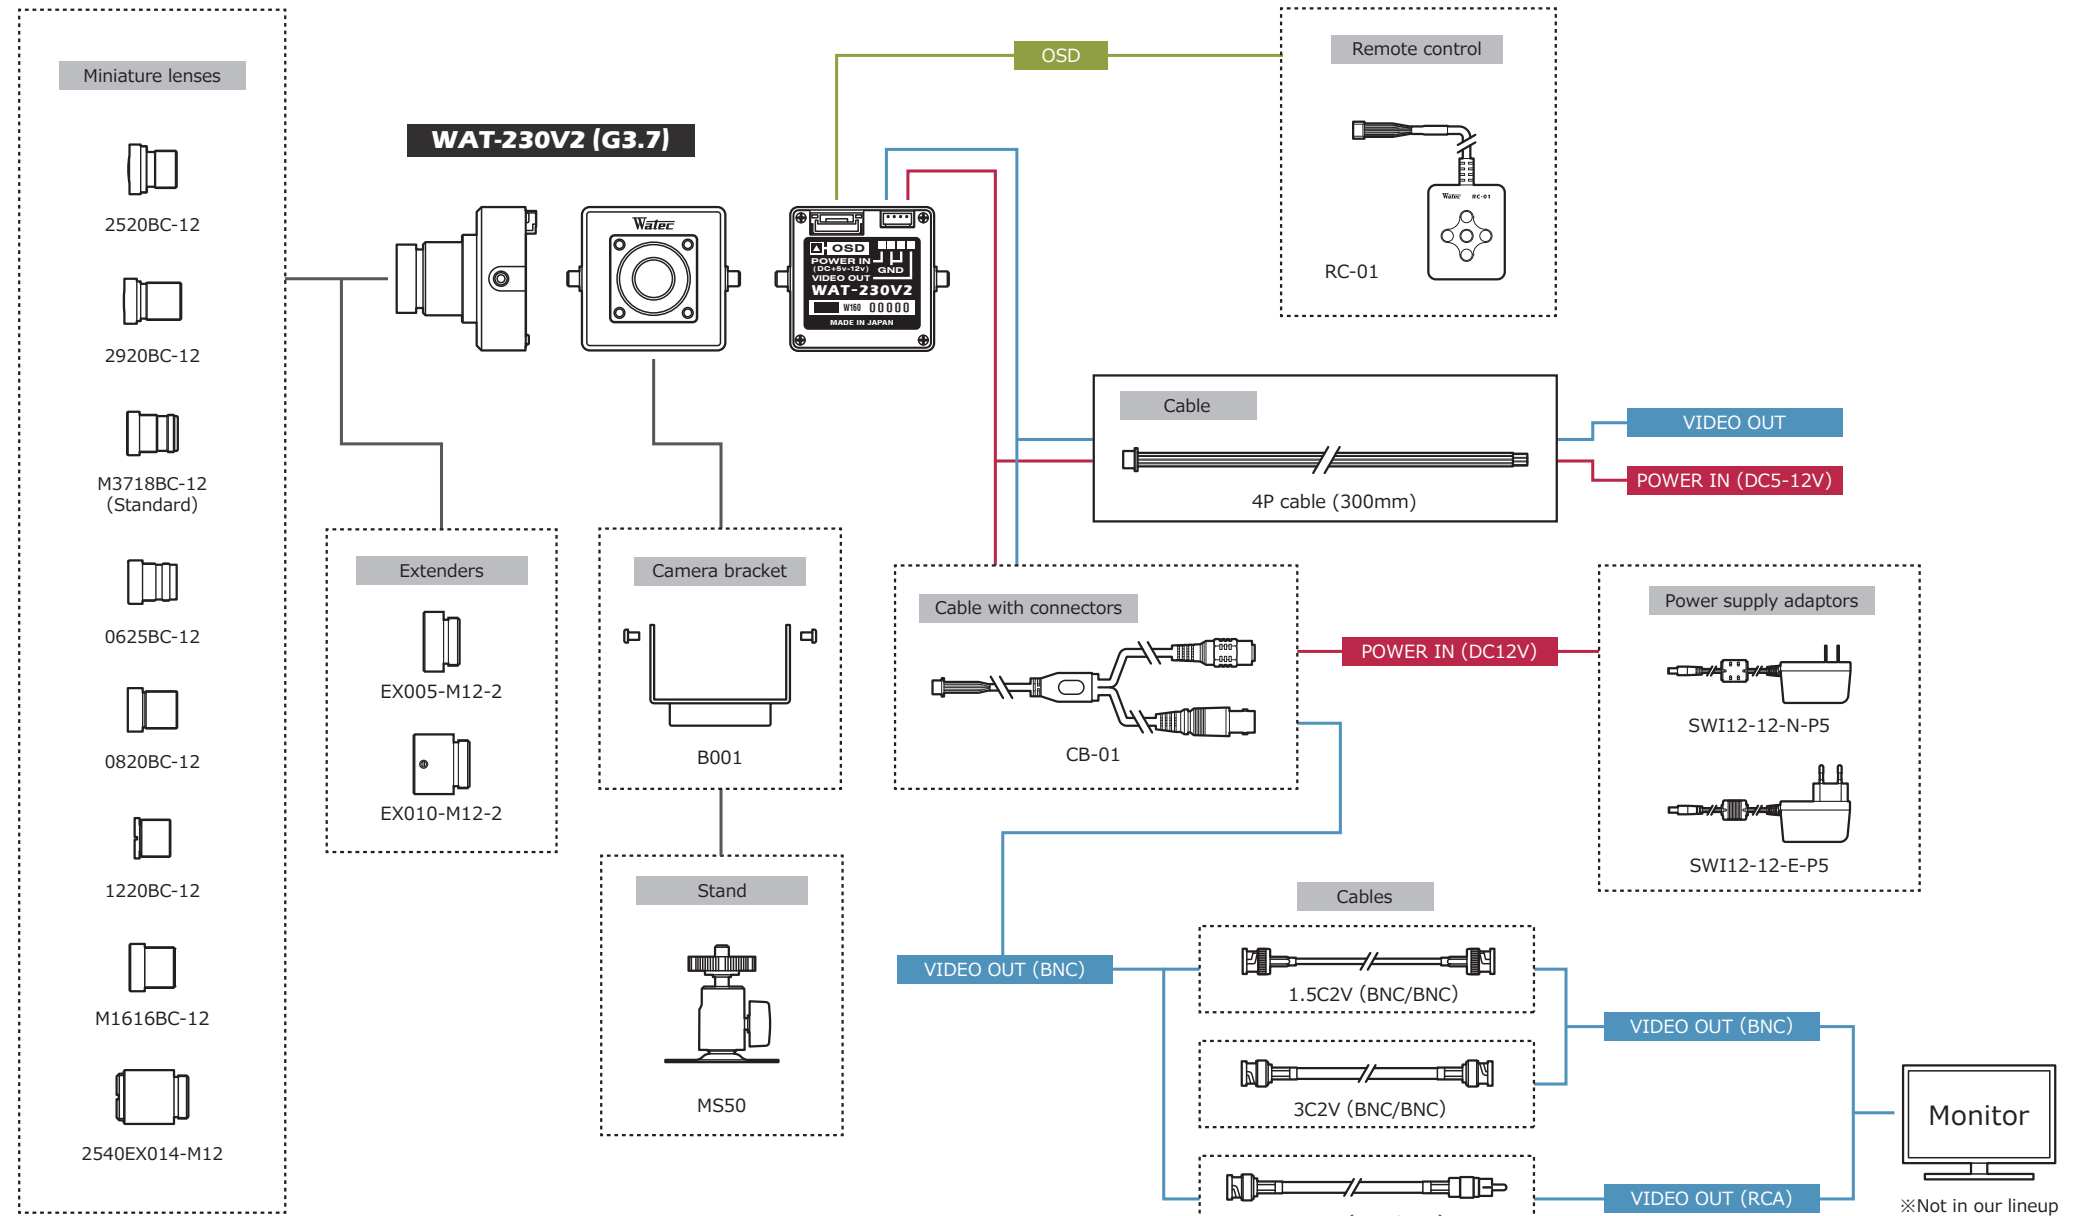 Miniature lenses
2520BC-12
2920BC-12
M3718BC-12
(Standard)
0625BC-12
0820BC-12
1220BC-12
M1616BC-12
2540EX014-M12
WAT-230V2 (G3.7)
Watec
OSD
POWER IN
(DC+5v-12v)
GND
VIDEO OUT
WAT-230V2
W160 00000
MADE IN JAPAN
OSD
Remote control
Watec RC-01
RC-01
Extenders
EX005-M12-2
EX010-M12-2
Camera bracket
B001
Stand
MS50
Cable
4P cable (300mm)
VIDEO OUT
POWER IN (DC5-12V)
Cable with connectors
CB-01
POWER IN (DC12V)
Power supply adaptors
SWI12-12-N-P5
SWI12-12-E-P5
VIDEO OUT (BNC)
Cables
1.5C2V (BNC/BNC)
3C2V (BNC/BNC)
VIDEO OUT (BNC)
VIDEO OUT (RCA)
Monitor
※Not in our lineup